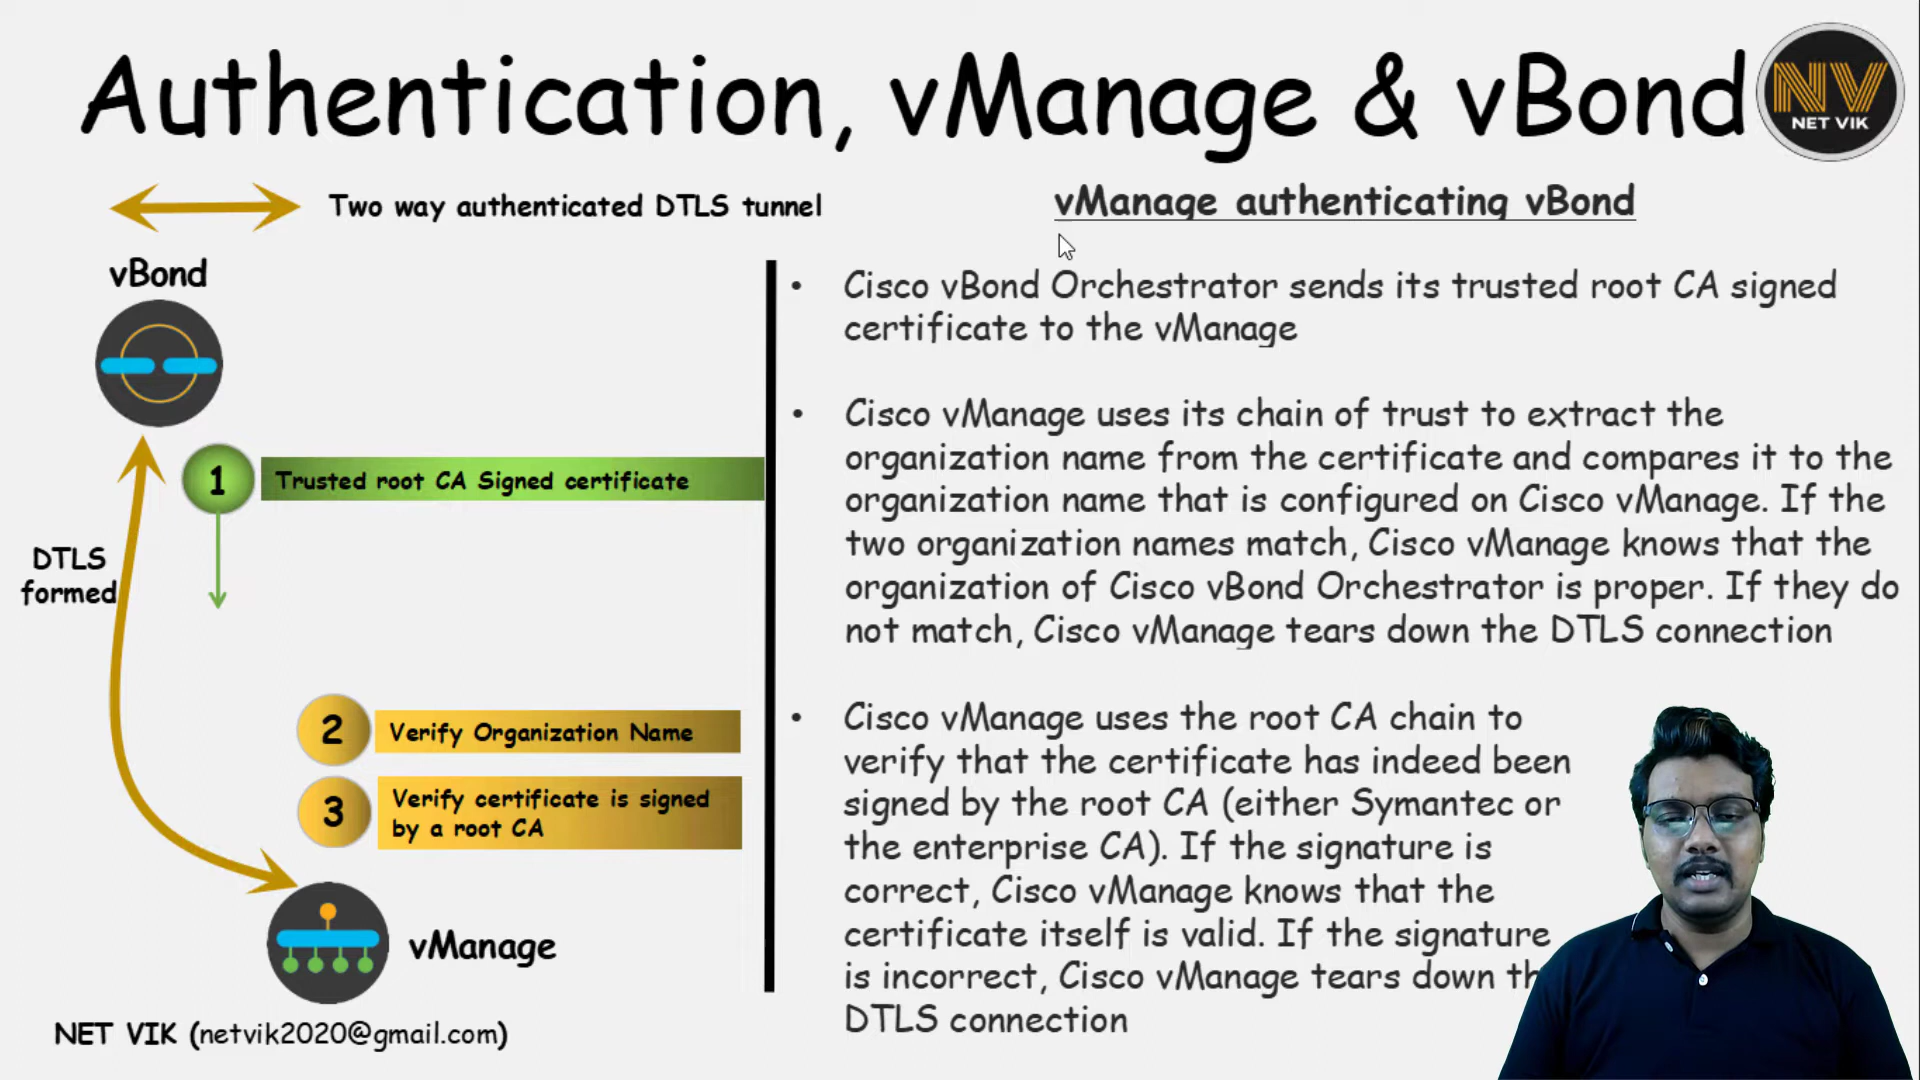 Authentication, vManage & vBond
NV
NET VIK
Two way authenticated DTLS tunnel
vManage authenticating vBond
vBond
1
Trusted root CA Signed certificate
DTLS
formed
2
Verify Organization Name
3
Verify certificate is signed
by a root CA
vManage
NET VIK (netvik2020@gmail.com)
• Cisco vBond Orchestrator sends its trusted root CA signed
certificate to the vManage
• Cisco vManage uses its chain of trust to extract the
organization name from the certificate and compares it to the
organization name that is configured on Cisco vManage. If the
two organization names match, Cisco vManage knows that the
organization of Cisco vBond Orchestrator is proper. If they do
not match, Cisco vManage tears down the DTLS connection
• Cisco vManage uses the root CA chain to
verify that the certificate has indeed been
signed by the root CA (either Symantec or
the enterprise CA). If the signature is
correct, Cisco vManage knows that the
certificate itself is valid. If the signature
is incorrect, Cisco vManage tears down
DTLS connection